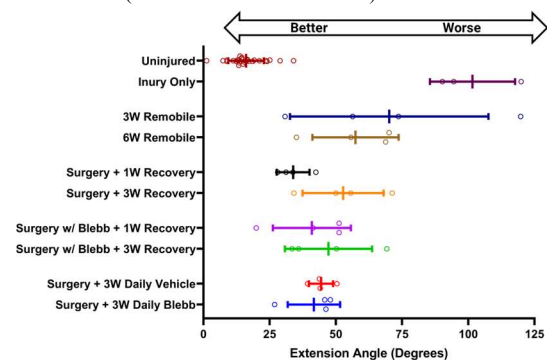 Better Worse
Uninjured
Inury Only
3W Remobile
6W Remobile
Surgery + 1W Recovery
Surgery + 3W Recovery
Surgery w/ Blebb + 1W Recovery
Surgery w/ Blebb + 3W Recovery
Surgery + 3W Daily Vehicle
Surgery + 3W Daily Blebb
0 25 50 75 100 125
Extension Angle (Degrees)